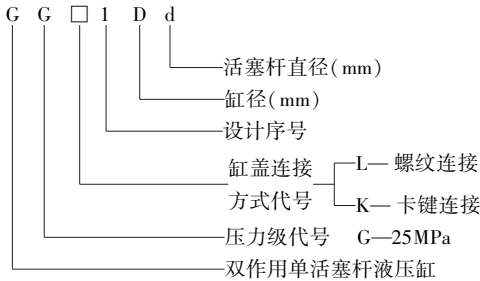 G G □ 1 D d
活塞杆直径(mm)
缸径(mm)
设计序号
缸盖连接
方式代号
L— 螺纹连接
K— 卡键连接
压力级代号 G—25MPa
双作用单活塞杆液压缸